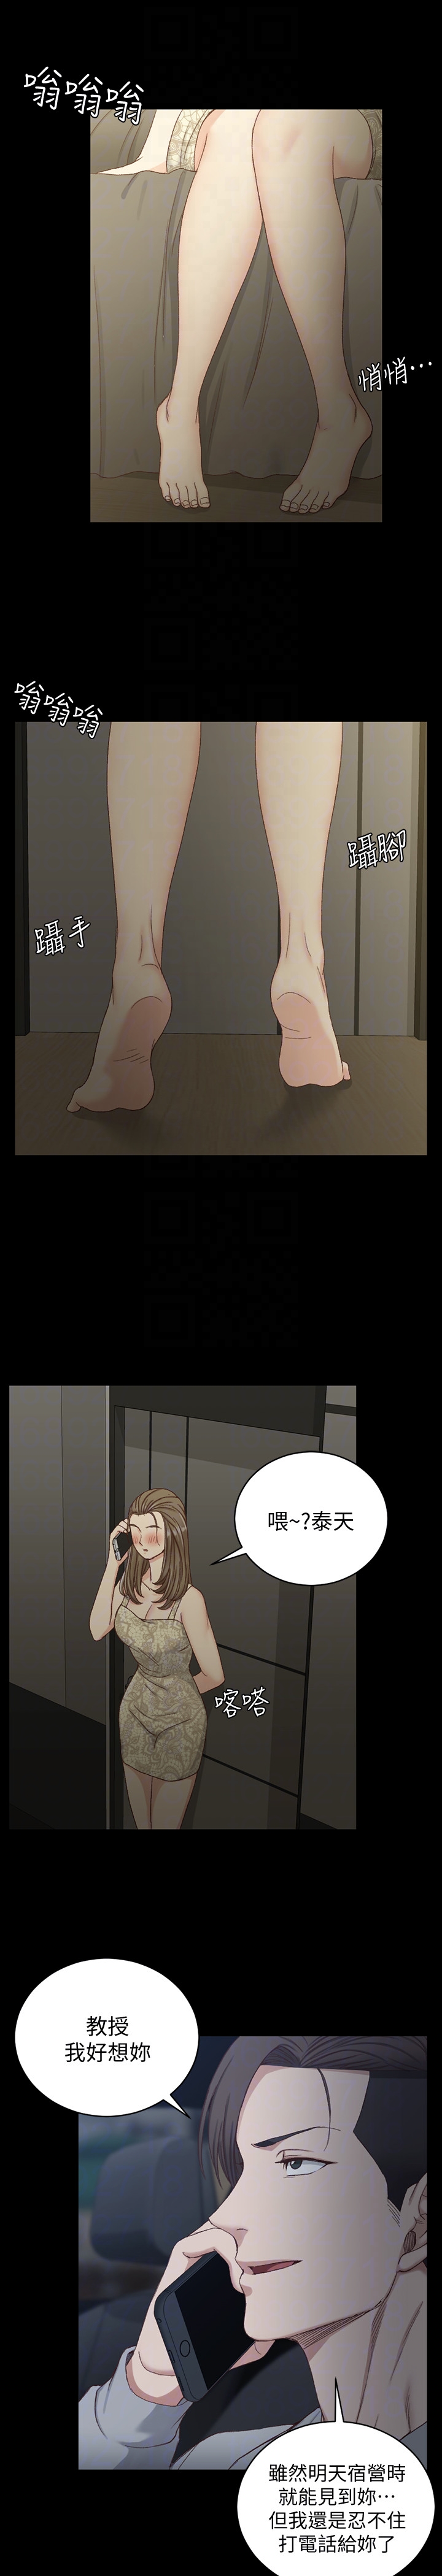 嗡嗡嗡
悄悄…
嗡嗡嗡
躡腳
躡手
喂~?泰天
喀嗒
教授
我好想妳
雖然明天宿營時
就能見到妳…
但我還是忍不住
打電話給妳了